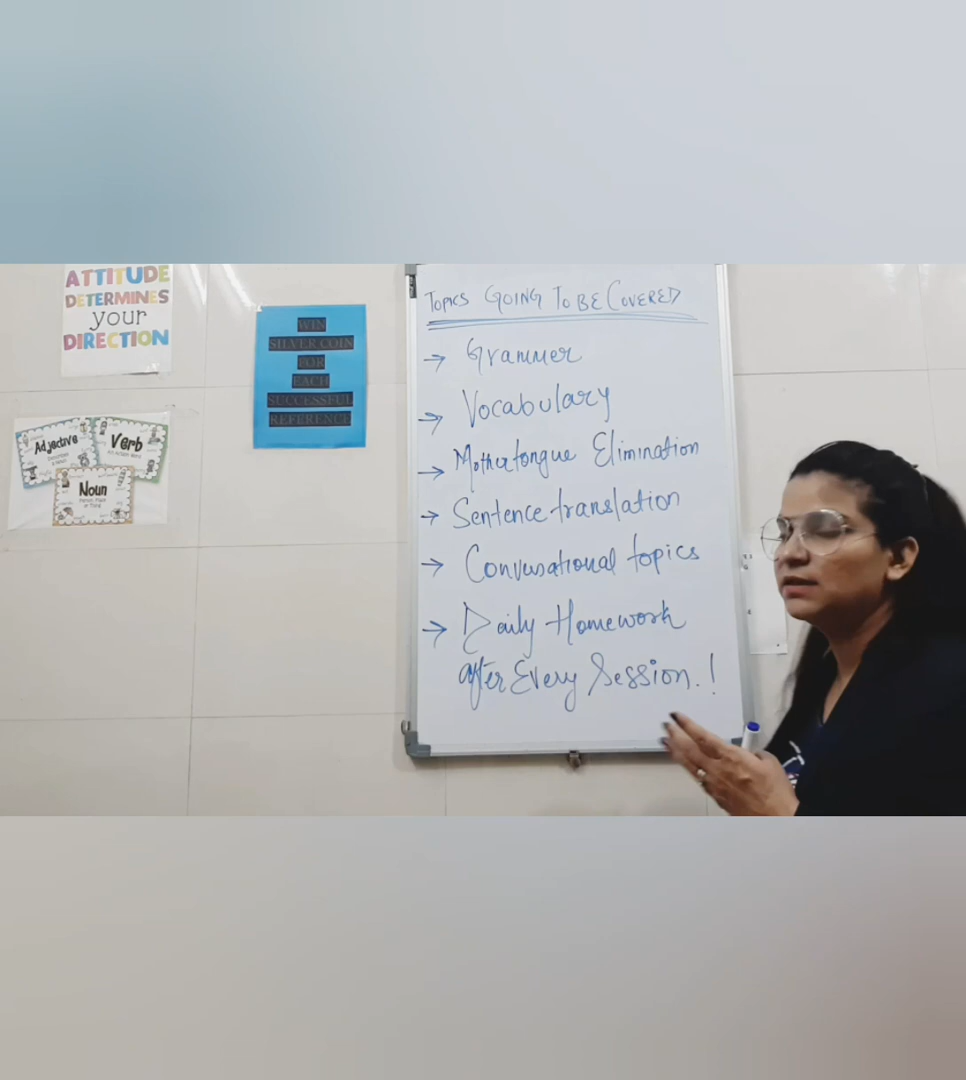 ATTITUDE
DETERMINES
your
DIRECTION
WIN
SILVER COIN
FOR
EACH
SUCCESSFUL
REFERENCE
Adjective
Verb
Noun
TOPICS GOING TO BE COVERED
→ Grammer
→ Vocabulary
→ Mothertongue Elimination
→ Sentence translation
→ Conversational topics
→ Daily Homework
after Every Session.!